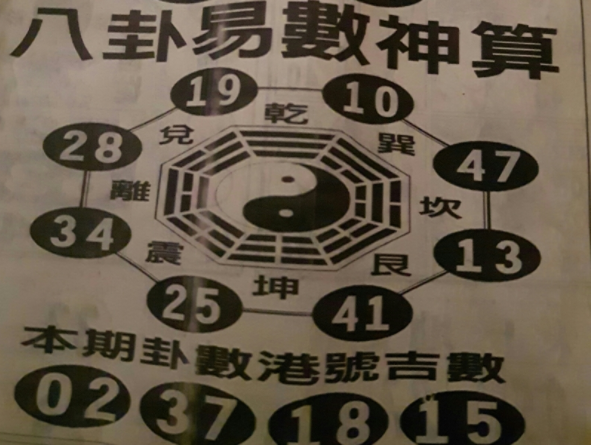 八卦易數神算
19 10
乾
兌 巽
28 47
離 坎
34 13
震 艮
坤
25 41
本期卦數港號吉數
02 37 18 15